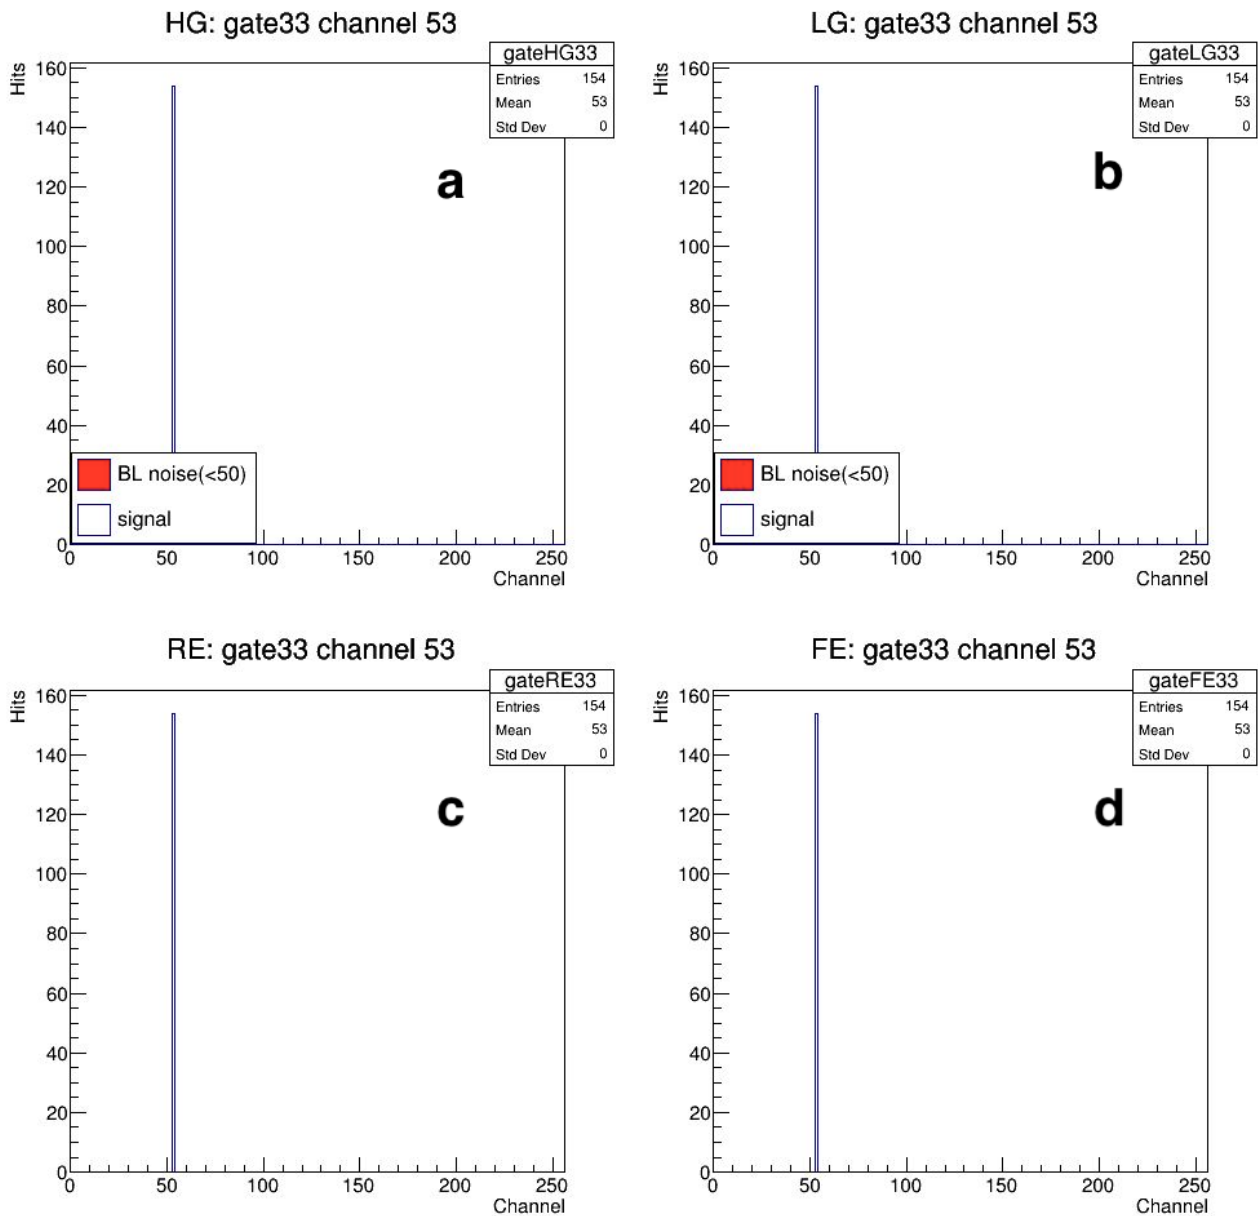 HG: gate33 channel 53
gateHG33
Entries 154
Mean 53
Std Dev 0
Hits
160
140
120
100
80
60
40
20
0
a
BL noise(<50)
signal
0 50 100 150 200 250
Channel
LG: gate33 channel 53
gateLG33
Entries 154
Mean 53
Std Dev 0
Hits
160
140
120
100
80
60
40
20
0
b
BL noise(<50)
signal
0 50 100 150 200 250
Channel
RE: gate33 channel 53
gateRE33
Entries 154
Mean 53
Std Dev 0
Hits
160
140
120
100
80
60
40
20
0
c
0 50 100 150 200 250
Channel
FE: gate33 channel 53
gateFE33
Entries 154
Mean 53
Std Dev 0
Hits
160
140
120
100
80
60
40
20
0
d
0 50 100 150 200 250
Channel